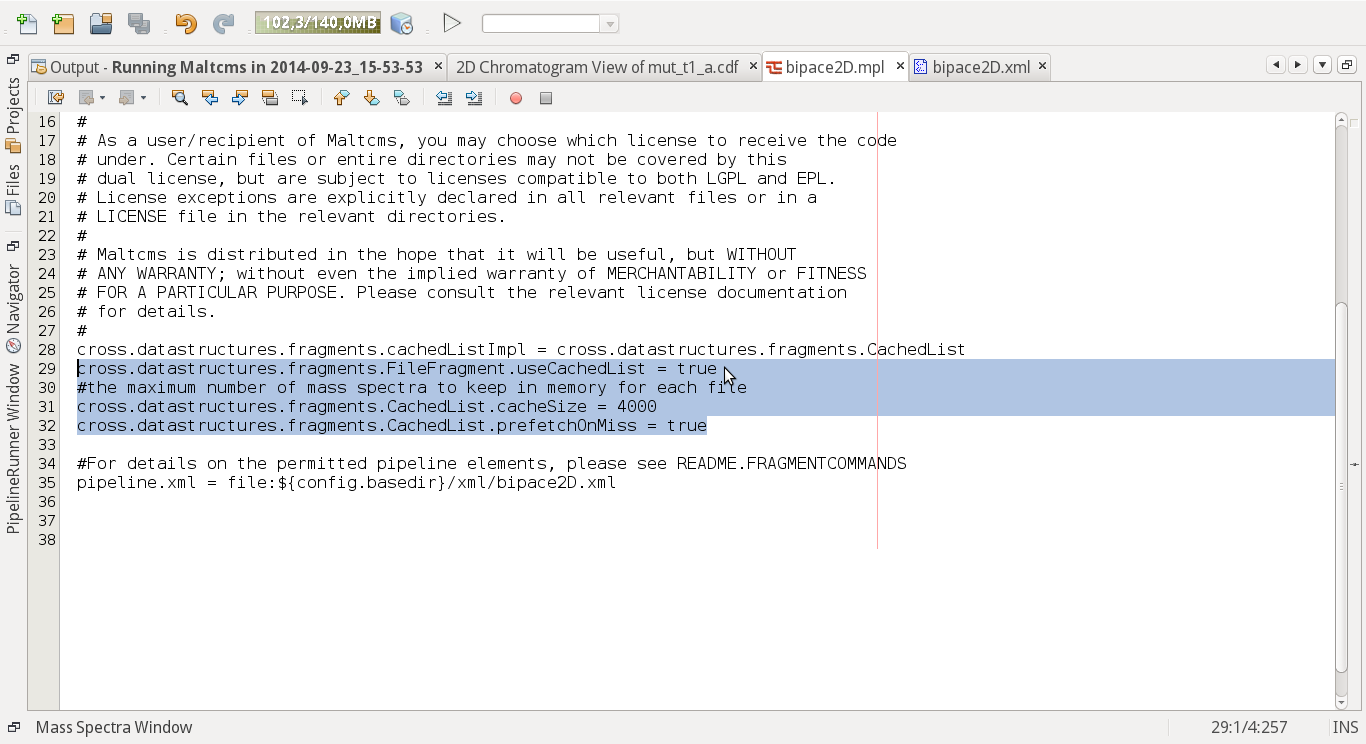 102,3/140,0MB
Output - Running Maltcms in 2014-09-23_15-53-53
2D Chromatogram View of mut_t1_a.cdf
bipace2D.mpl
bipace2D.xml
Projects
Files
Navigator
PipelineRunner Window
16 #
17 # As a user/recipient of Maltcms, you may choose which license to receive the code
18 # under. Certain files or entire directories may not be covered by this
19 # dual license, but are subject to licenses compatible to both LGPL and EPL.
20 # License exceptions are explicitly declared in all relevant files or in a
21 # LICENSE file in the relevant directories.
22 #
23 # Maltcms is distributed in the hope that it will be useful, but WITHOUT
24 # ANY WARRANTY; without even the implied warranty of MERCHANTABILITY or FITNESS
25 # FOR A PARTICULAR PURPOSE. Please consult the relevant license documentation
26 # for details.
27 #
28 cross.datastructures.fragments.cachedListImpl = cross.datastructures.fragments.CachedList
29 cross.datastructures.fragments.FileFragment.useCachedList = true
30 #the maximum number of mass spectra to keep in memory for each file
31 cross.datastructures.fragments.CachedList.cacheSize = 4000
32 cross.datastructures.fragments.CachedList.prefetchOnMiss = true
33
34 #For details on the permitted pipeline elements, please see README.FRAGMENTCOMMANDS
35 pipeline.xml = file:${config.basedir}/xml/bipace2D.xml
36
37
38
Mass Spectra Window
29:1/4:257
INS